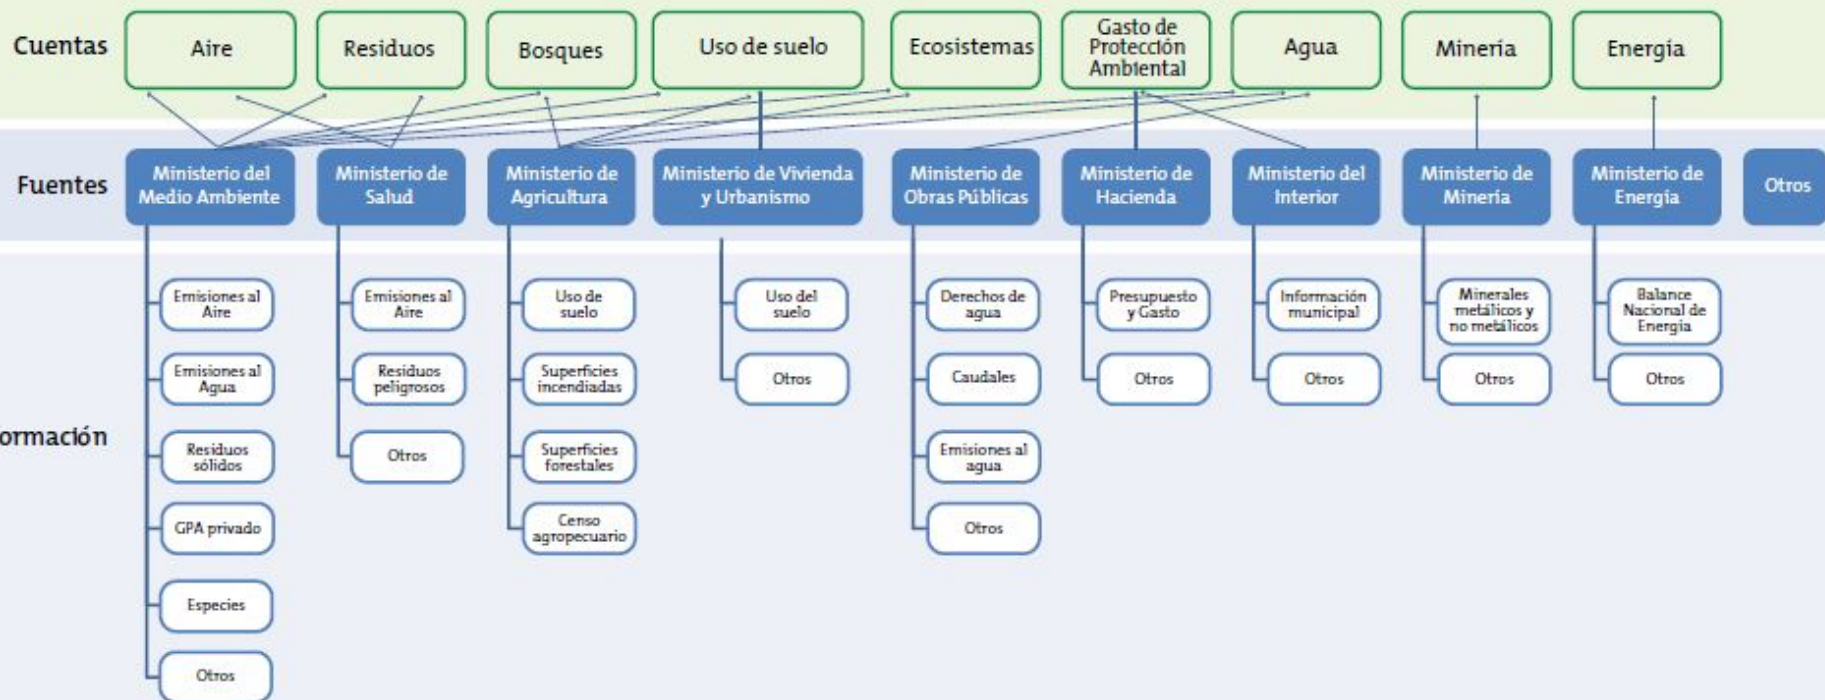 Cuentas
Aire
Residuos
Bosques
Uso de suelo
Ecosistemas
Gasto de
Protección
Ambiental
Agua
Minería
Energía
Fuentes
Ministerio del
Medio Ambiente
Ministerio de
Salud
Ministerio de
Agricultura
Ministerio de Vivienda
y Urbanismo
Ministerio de
Obras Públicas
Ministerio de
Hacienda
Ministerio del
Interior
Ministerio de
Minería
Ministerio de
Energía
Otros
ormación
Emisiones al
Aire
Emisiones al
Agua
Residuos
sólidos
GPA privado
Especies
Otros
Emisiones al
Aire
Residuos
peligrosos
Otros
Uso de
suelo
Superficies
incendiadas
Superficies
forestales
Censo
agropecuario
Uso del
suelo
Otros
Derechos de
agua
Caudales
Emisiones al
agua
Otros
Presupuesto
y Gasto
Otros
Información
municipal
Otros
Minerales
metálicos y
no metálicos
Otros
Balance
Nacional de
Energía
Otros